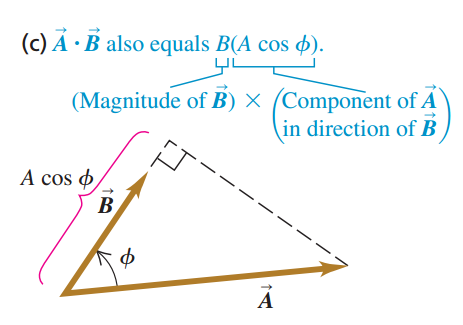 (c) A⃗ · B⃗ also equals B(A cos ϕ).
(Magnitude of B⃗) × (Component of A⃗
in direction of B⃗)
A cos ϕ
B⃗
ϕ
A⃗